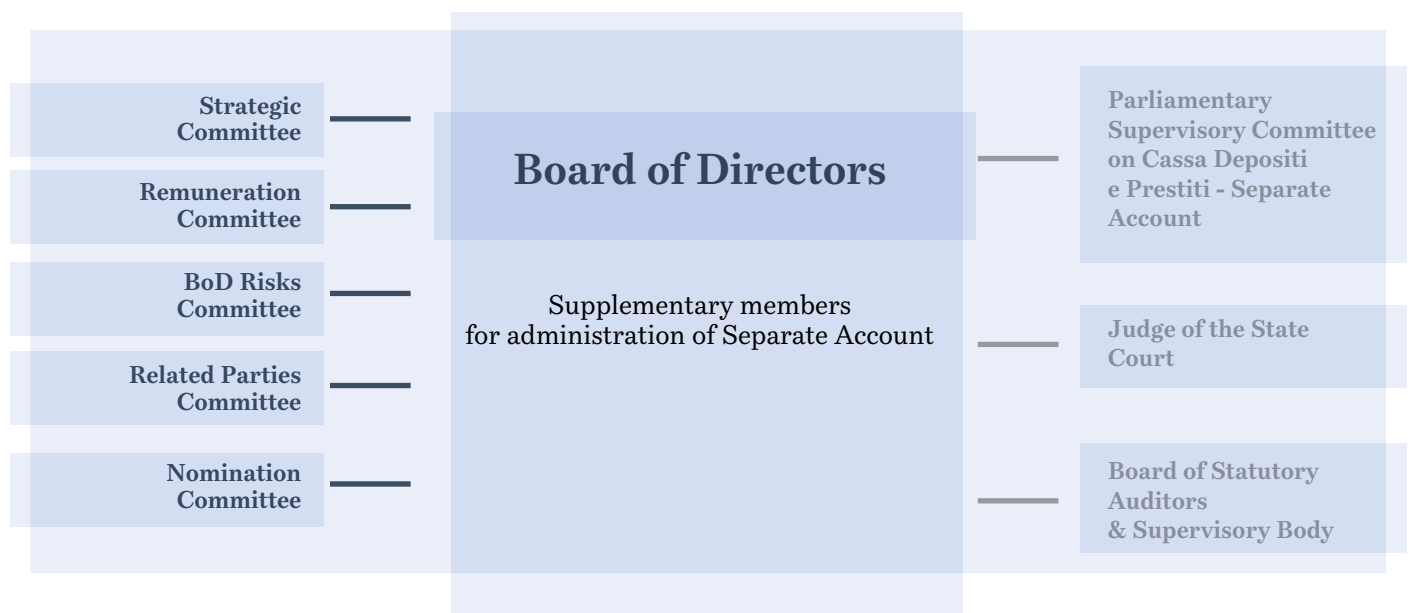 Strategic
Committee
Remuneration
Committee
BoD Risks
Committee
Related Parties
Committee
Nomination
Committee
Board of Directors
Supplementary members
for administration of Separate Account
Parliamentary
Supervisory Committee
on Cassa Depositi
e Prestiti - Separate
Account
Judge of the State
Court
Board of Statutory
Auditors
& Supervisory Body